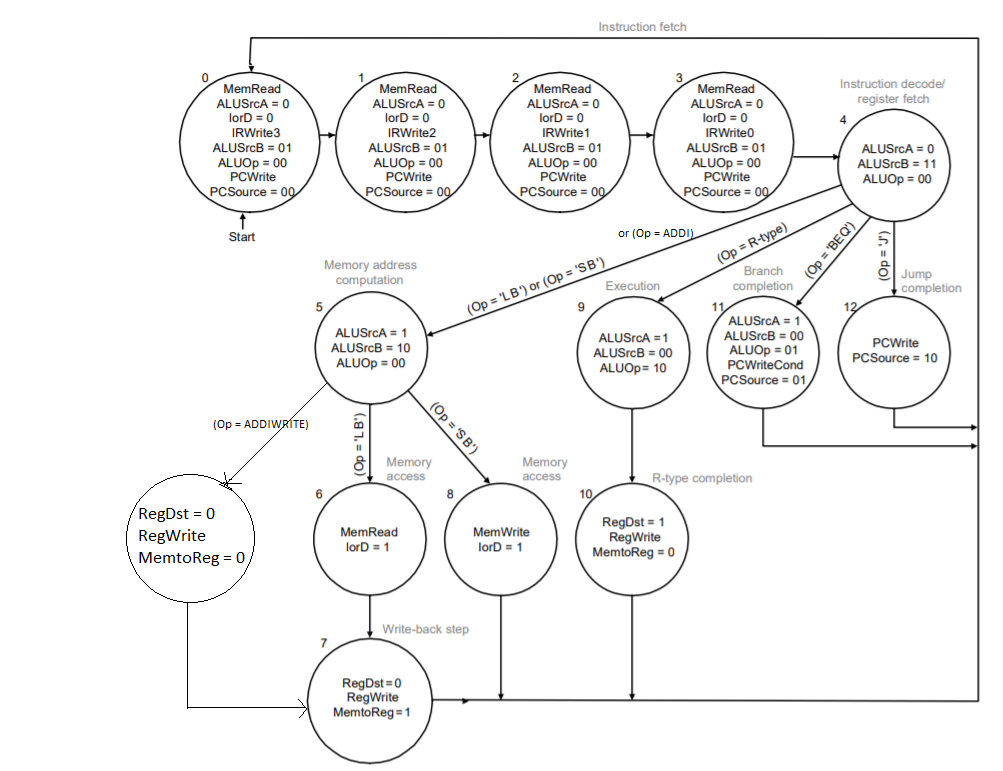 Instruction fetch
0
MemRead
ALUSrcA = 0
IorD = 0
IRWrite3
ALUSrcB = 01
ALUOp = 00
PCWrite
PCSource = 00
Start
1
MemRead
ALUSrcA = 0
IorD = 0
IRWrite2
ALUSrcB = 01
ALUOp = 00
PCWrite
PCSource = 00
2
MemRead
ALUSrcA = 0
IorD = 0
IRWrite1
ALUSrcB = 01
ALUOp = 00
PCWrite
PCSource = 00
3
MemRead
ALUSrcA = 0
IorD = 0
IRWrite0
ALUSrcB = 01
ALUOp = 00
PCWrite
PCSource = 00
Instruction decode/
register fetch
4
ALUSrcA = 0
ALUSrcB = 11
ALUOp = 00
or (Op = ADDI)
(Op = 'LB') or (Op = 'SB')
(Op = R-type)
(Op = 'BEQ')
(Op = 'J')
Memory address
computation
5
ALUSrcA = 1
ALUSrcB = 10
ALUOp = 00
Execution
9
ALUSrcA =1
ALUSrcB = 00
ALUOp= 10
Branch
completion
11
ALUSrcA = 1
ALUSrcB = 00
ALUOp = 01
PCWriteCond
PCSource = 01
Jump
completion
12
PCWrite
PCSource = 10
(Op = ADDIWRITE)
(Op = 'LB')
(Op = 'SB')
RegDst = 0
RegWrite
MemtoReg = 0
Memory
access
6
MemRead
IorD = 1
Memory
access
8
MemWrite
IorD = 1
R-type completion
10
RegDst = 1
RegWrite
MemtoReg = 0
Write-back step
7
RegDst=0
RegWrite
MemtoReg=1